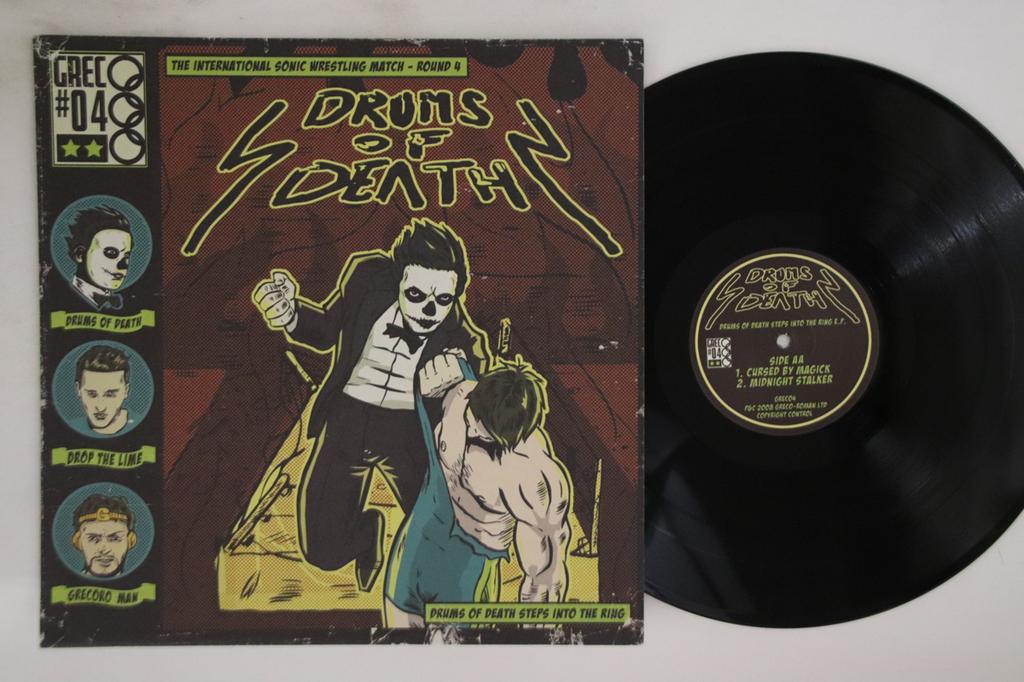 GREC
#04
THE INTERNATIONAL SONIC WRESTLING MATCH - ROUND 4
DRUMS
OF
DEATH
DRUMS OF DEATH
DROP THE LIME
GRECORO MAN
DRUMS OF DEATH STEPS INTO THE RING
DRUMS
OF
DEATH
DRUMS OF DEATH STEPS INTO THE RING E.P.
GREC
#04
SIDE AA
1. CURSED BY MAGICK
2. MIDNIGHT STALKER
GREC04
P&C 2008 GRECO-ROMAN LTD
COPYRIGHT CONTROL